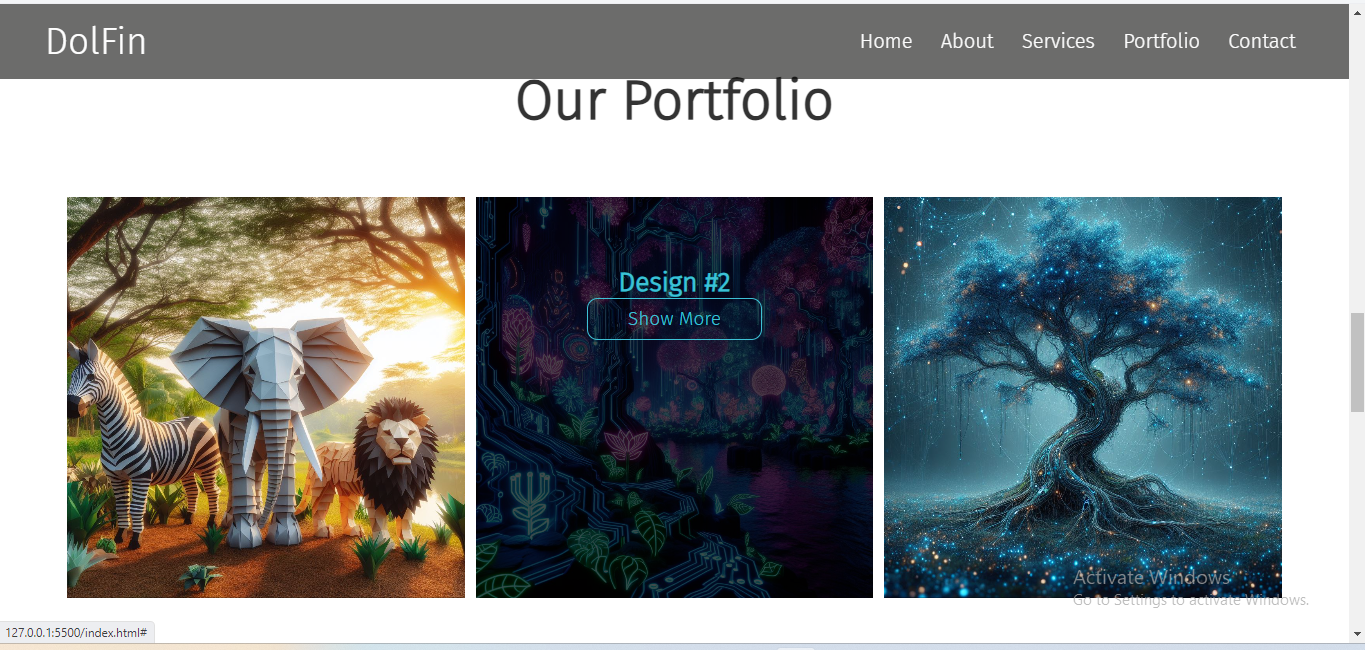 DolFin
Home About Services Portfolio Contact
Our Portfolio
Design #2
Show More
Activate Windows
Go to Settings to activate Windows.
127.0.0.1:5500/index.html#